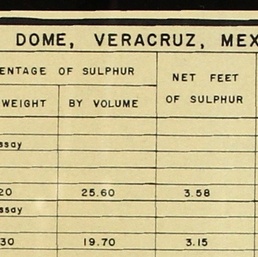 DOME, VERACRUZ, MEX
ENTAGE OF SULPHUR
NET FEET
OF SULPHUR
WEIGHT
BY VOLUME
ssay
20 25.60 3.58
ssay
30 19.70 3.15